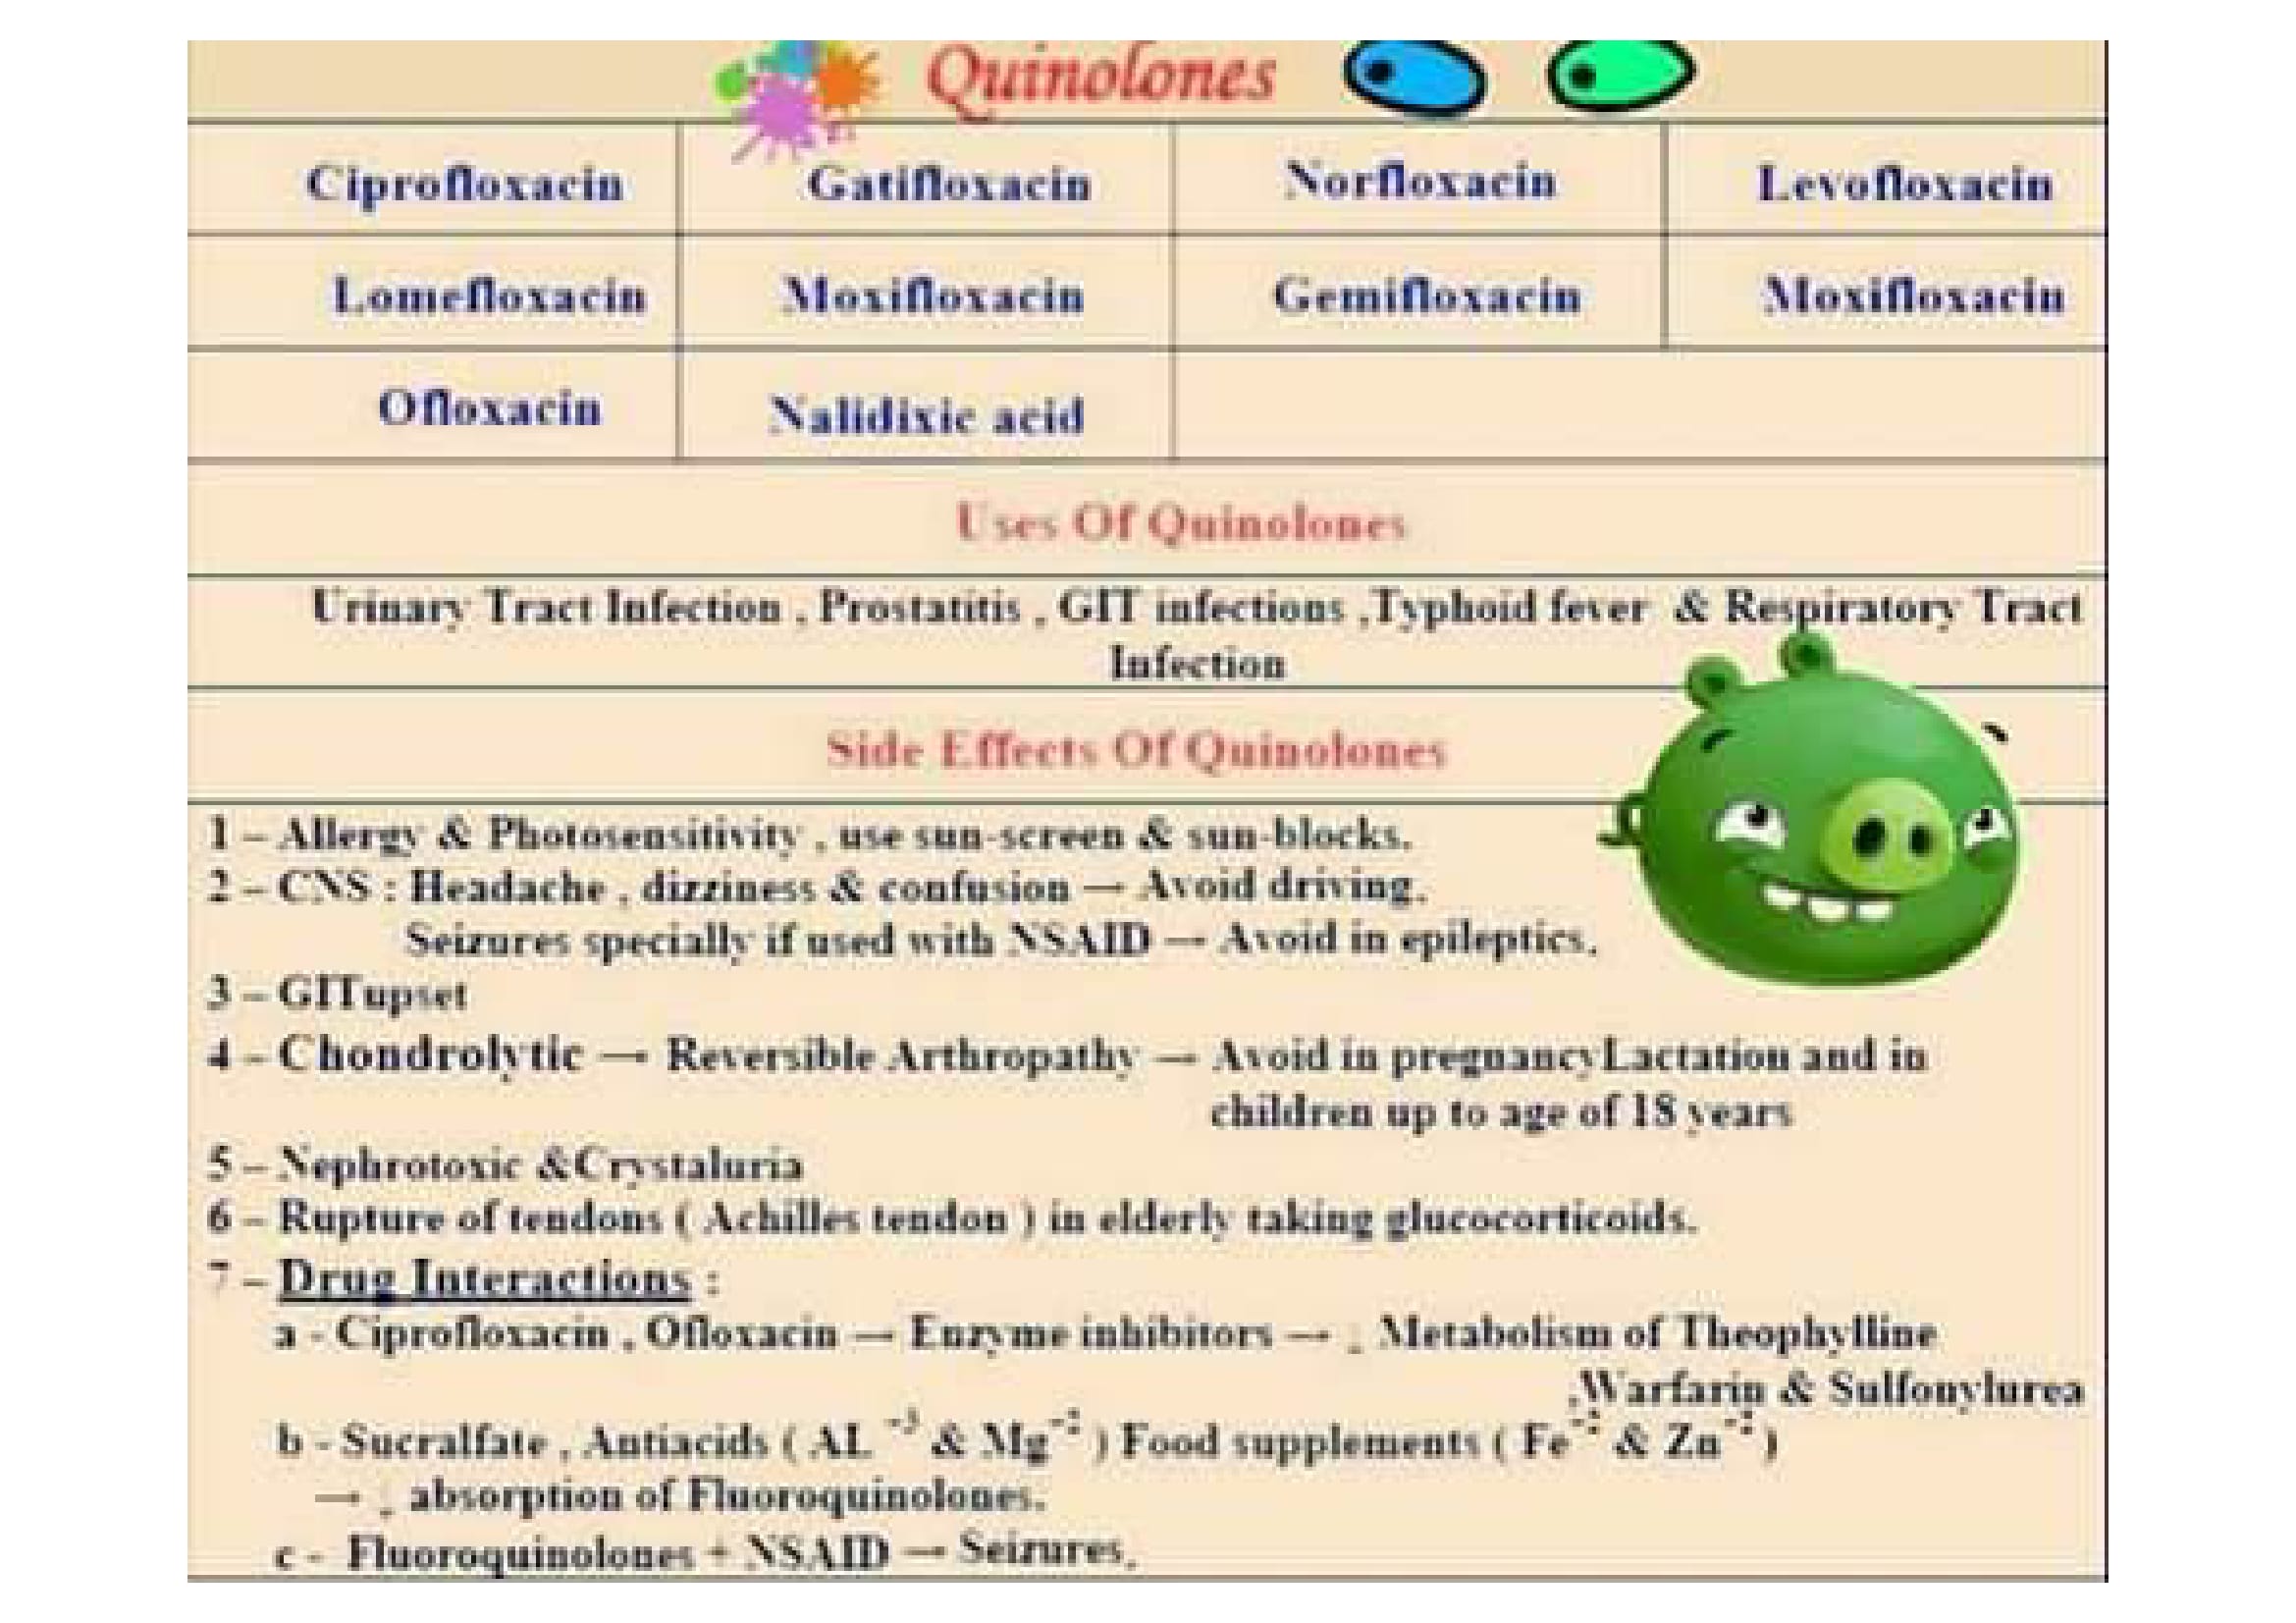 Quinolones
Ciprofloxacin Gatifloxacin Norfloxacin Levofloxacin
Lomefloxacin Moxifloxacin Gemifloxacin Moxifloxacin
Ofloxacin Nalidixic acid
Uses Of Quinolones
Urinary Tract Infection , Prostatitis , GIT infections ,Typhoid fever & Respiratory Tract
Infection
Side Effects Of Quinolones
1 – Allergy & Photosensitivity , use sun-screen & sun-blocks.
2 – CNS : Headache , dizziness & confusion → Avoid driving.
Seizures specially if used with NSAID → Avoid in epileptics.
3 – GITupset
4 – Chondrolytic → Reversible Arthropathy → Avoid in pregnancyLactation and in
children up to age of 18 years
5 – Nephrotoxic &Crystaluria
6 – Rupture of tendons ( Achilles tendon ) in elderly taking glucocorticoids.
7 – Drug Interactions :
a - Ciprofloxacin , Ofloxacin → Enzyme inhibitors → ↓ Metabolism of Theophylline
,Warfarin & Sulfonylurea
b - Sucralfate , Antiacids ( AL +3 & Mg+2 ) Food supplements ( Fe+2 & Zn+2 )
→ ↓ absorption of Fluoroquinolones.
c - Fluoroquinolones + NSAID → Seizures.